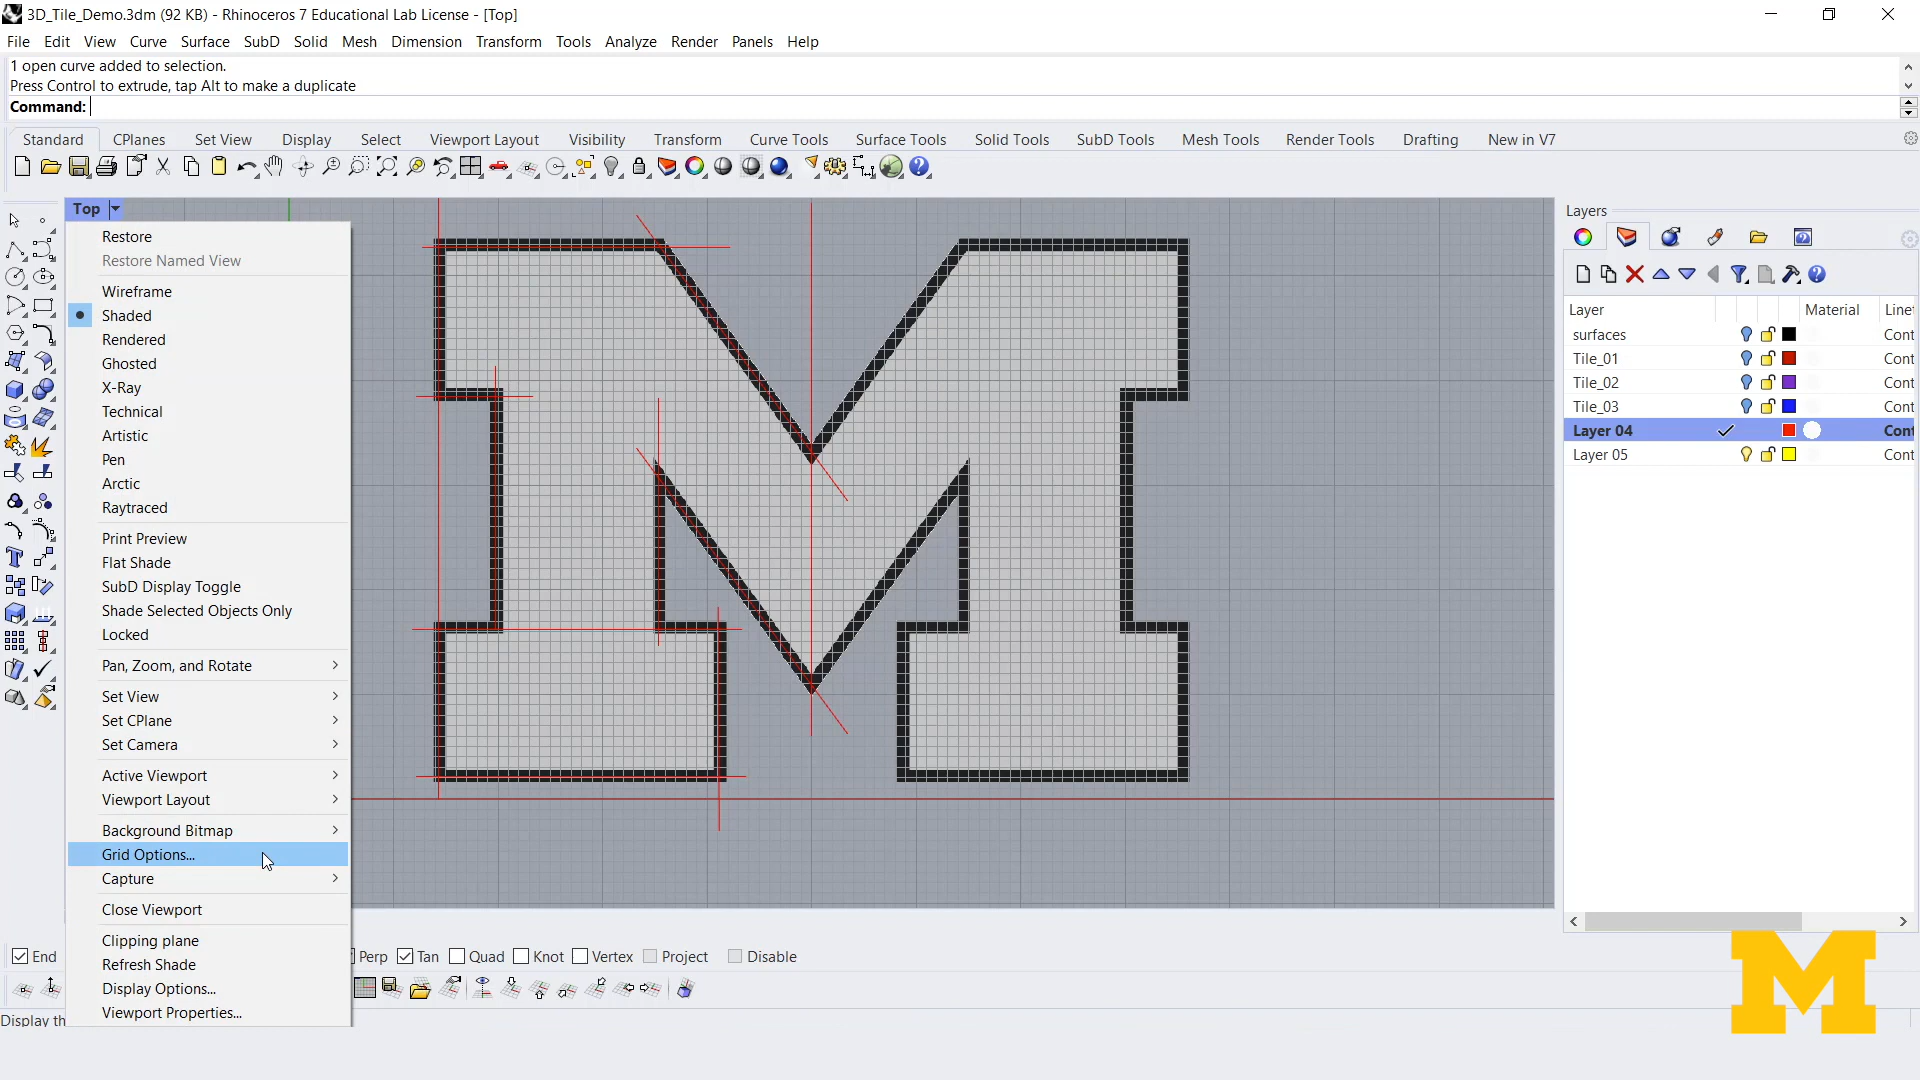 3D_Tile_Demo.3dm (92 KB) - Rhinoceros 7 Educational Lab License - [Top]
File Edit View Curve Surface SubD Solid Mesh Dimension Transform Tools Analyze Render Panels Help
1 open curve added to selection.
Press Control to extrude, tap Alt to make a duplicate
Command:
Standard CPlanes Set View Display Select Viewport Layout Visibility Transform Curve Tools Surface Tools Solid Tools SubD Tools Mesh Tools Render Tools Drafting New in V7
Top
Restore
Restore Named View
Wireframe
Shaded
Rendered
Ghosted
X-Ray
Technical
Artistic
Pen
Arctic
Raytraced
Print Preview
Flat Shade
SubD Display Toggle
Shade Selected Objects Only
Locked
Pan, Zoom, and Rotate
Set View
Set CPlane
Set Camera
Active Viewport
Viewport Layout
Background Bitmap
Grid Options...
Capture
Close Viewport
Clipping plane
Refresh Shade
Display Options...
Viewport Properties...
Layers
Layer Material Linet
surfaces Cont
Tile_01 Cont
Tile_02 Cont
Tile_03 Cont
Layer 04 Cont
Layer 05 Cont
End Perp Tan Quad Knot Vertex Project Disable
Display th
M